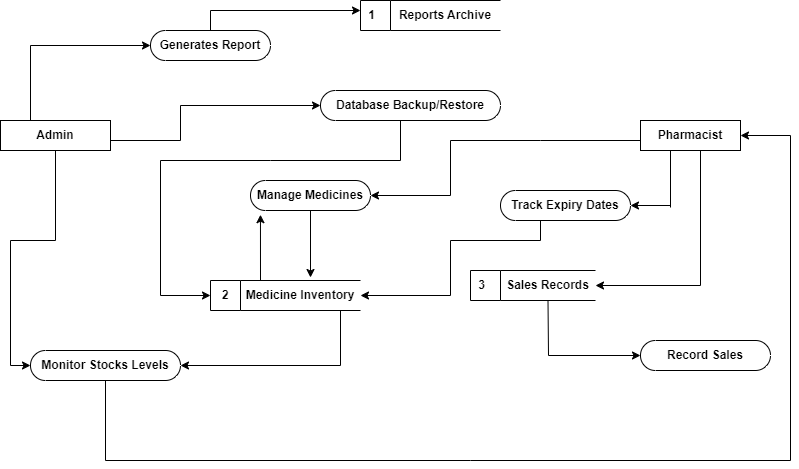 1 Reports Archive
Generates Report
Database Backup/Restore
Admin
Pharmacist
Manage Medicines
Track Expiry Dates
2 Medicine Inventory
3 Sales Records
Monitor Stocks Levels
Record Sales